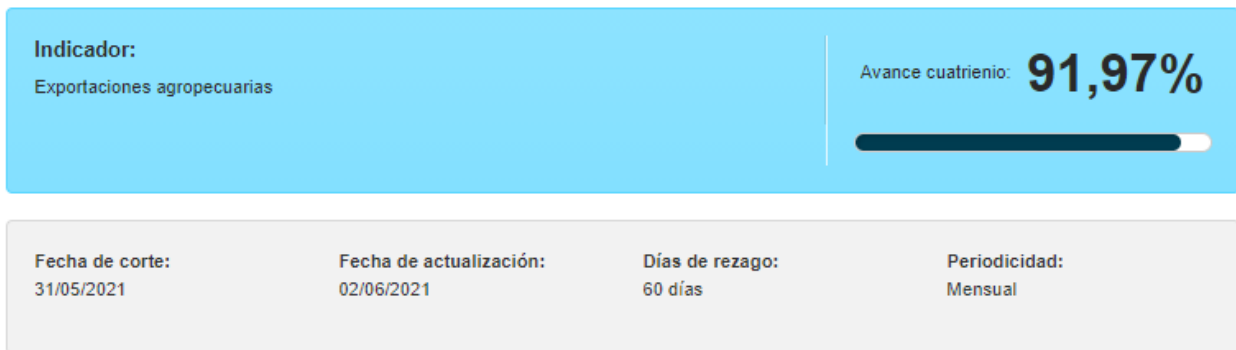 Indicador:
Exportaciones agropecuarias
Avance cuatrienio: 91,97%
Fecha de corte: Fecha de actualización: Días de rezago: Periodicidad:
31/05/2021 02/06/2021 60 días Mensual